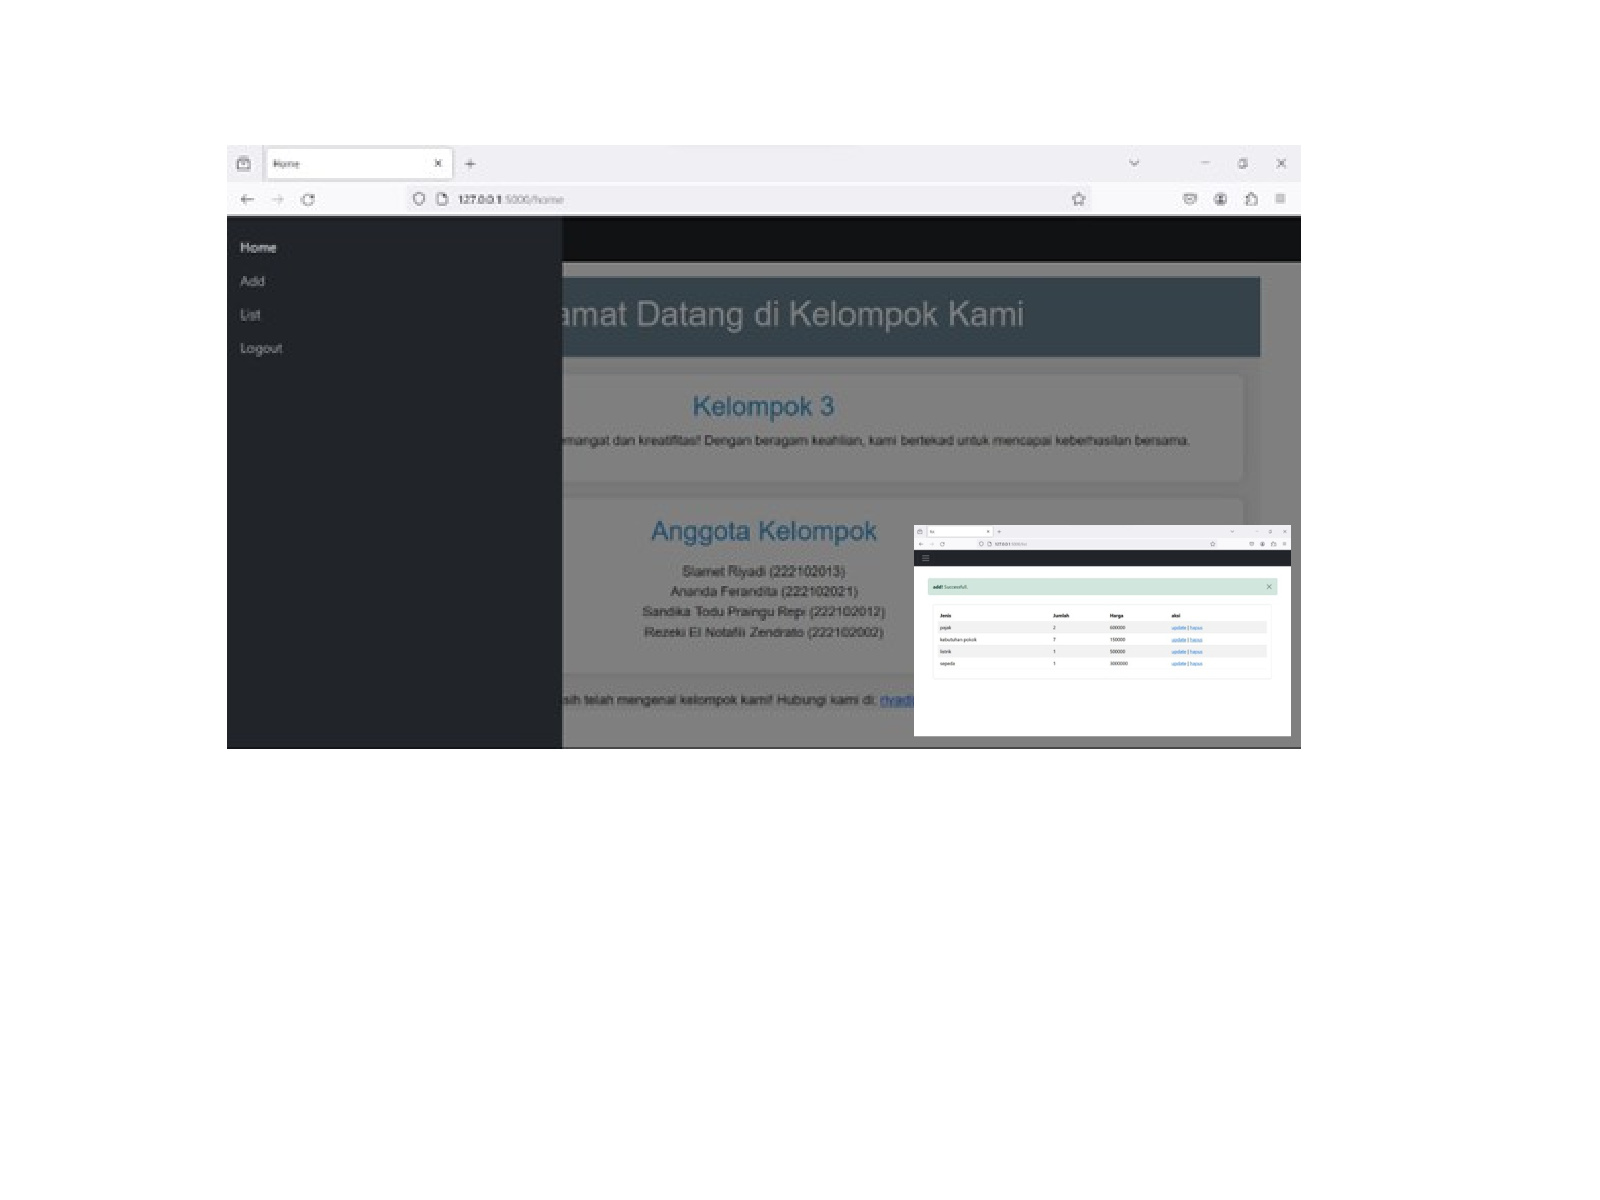 Home
127.0.0.1:5000/home
Home
Add
List
Logout
amat Datang di Kelompok Kami
Kelompok 3
emangat dan kreatifitas! Dengan beragam keahlian, kami bertekad untuk mencapai keberhasilan bersama.
Anggota Kelompok
Slamet Riyadi (222102013)
Ananda Ferandita (222102021)
Sandika Todu Praingu Repi (222102012)
Rezeki El Notafili Zendrato (222102002)
sih telah mengenal kelompok kami! Hubungi kami di: riyadi
add! Successful.
Jenis Jumlah Harga aksi
pajak 2 600000 update | hapus
kebutuhan pokok 7 150000 update | hapus
listrik 1 500000 update | hapus
sepeda 1 3000000 update | hapus